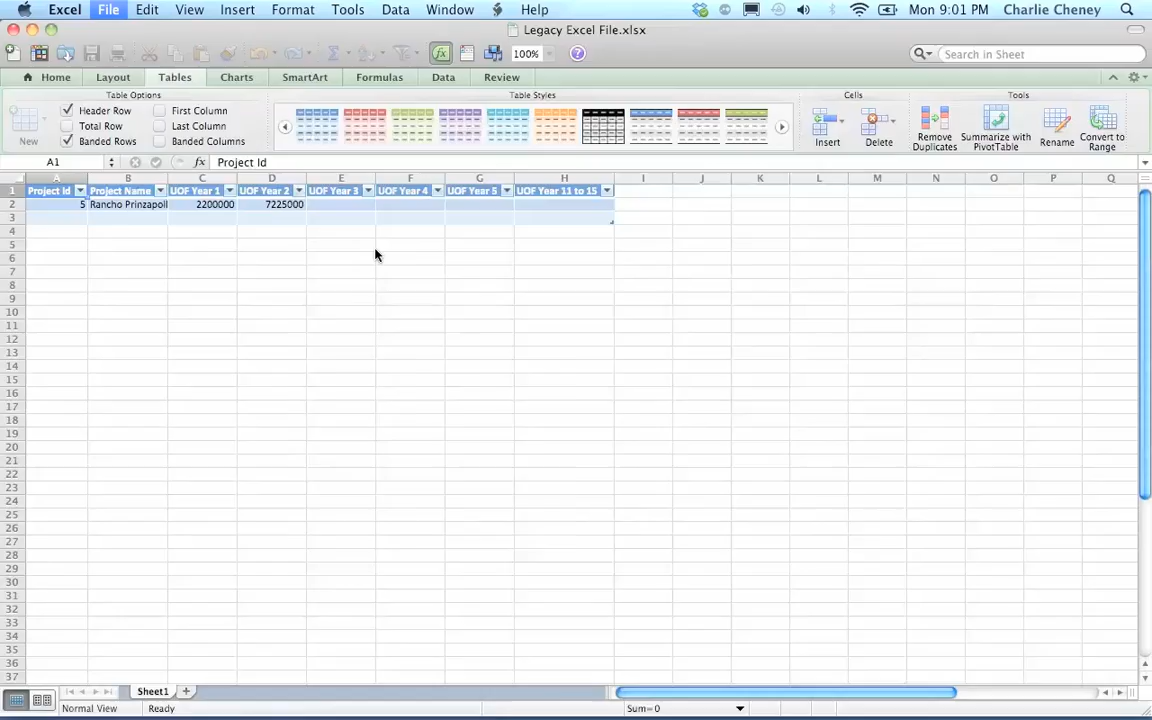 Excel File Edit View Insert Format Tools Data Window Help Mon 9:01 PM Charlie Cheney
Legacy Excel File.xlsx
fx 100% ? Search in Sheet
Home Layout Tables Charts SmartArt Formulas Data Review
Table Options Table Styles Cells Tools
New
Header Row First Column
Total Row Last Column
Banded Rows Banded Columns
Insert Delete Remove Duplicates Summarize with PivotTable Rename Convert to Range
A1 fx Project Id
A B C D E F G H I J K L M N O P Q
1 Project Id Project Name UOF Year 1 UOF Year 2 UOF Year 3 UOF Year 4 UOF Year 5 UOF Year 11 to 15
2 5 Rancho Prinzapoll 2200000 7225000
3
4
5
6
7
8
9
10
11
12
13
14
15
16
17
18
19
20
21
22
23
24
25
26
27
28
29
30
31
32
33
34
35
36
37
Sheet1
Normal View Ready Sum=0